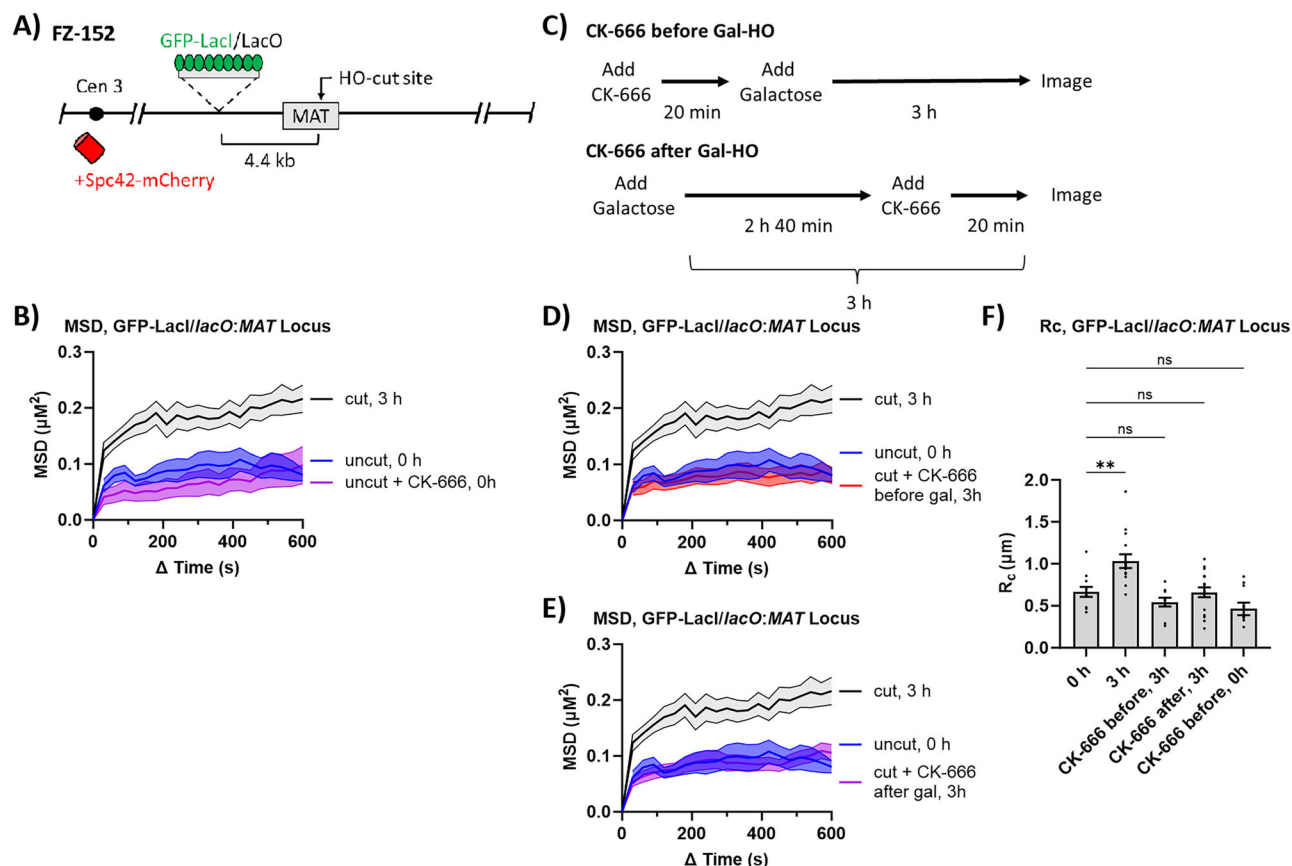 A)
FZ-152
GFP-LacI/LacO
Cen 3
HO-cut site
MAT
4.4 kb
+Spc42-mCherry
C)
CK-666 before Gal-HO
Add
CK-666
20 min
Add
Galactose
3 h
Image
CK-666 after Gal-HO
Add
Galactose
2 h 40 min
Add
CK-666
20 min
Image
3 h
B)
MSD, GFP-LacI/lacO:MAT Locus
MSD (µM²)
0.3
0.2
0.1
0.0
0
200
400
600
Δ Time (s)
cut, 3 h
uncut, 0 h
uncut + CK-666, 0h
D)
MSD, GFP-LacI/lacO:MAT Locus
MSD (µM²)
0.3
0.2
0.1
0.0
0
200
400
600
Δ Time (s)
cut, 3 h
uncut, 0 h
cut + CK-666
before gal, 3h
E)
MSD, GFP-LacI/lacO:MAT Locus
MSD (µM²)
0.3
0.2
0.1
0.0
0
200
400
600
Δ Time (s)
cut, 3 h
uncut, 0 h
cut + CK-666
after gal, 3h
F)
Rc, GFP-LacI/lacO:MAT Locus
ns
ns
ns
**
Rc (µm)
2.0
1.5
1.0
0.5
0.0
0 h
3 h
CK-666 before, 3h
CK-666 after, 3h
CK-666 before, 0h